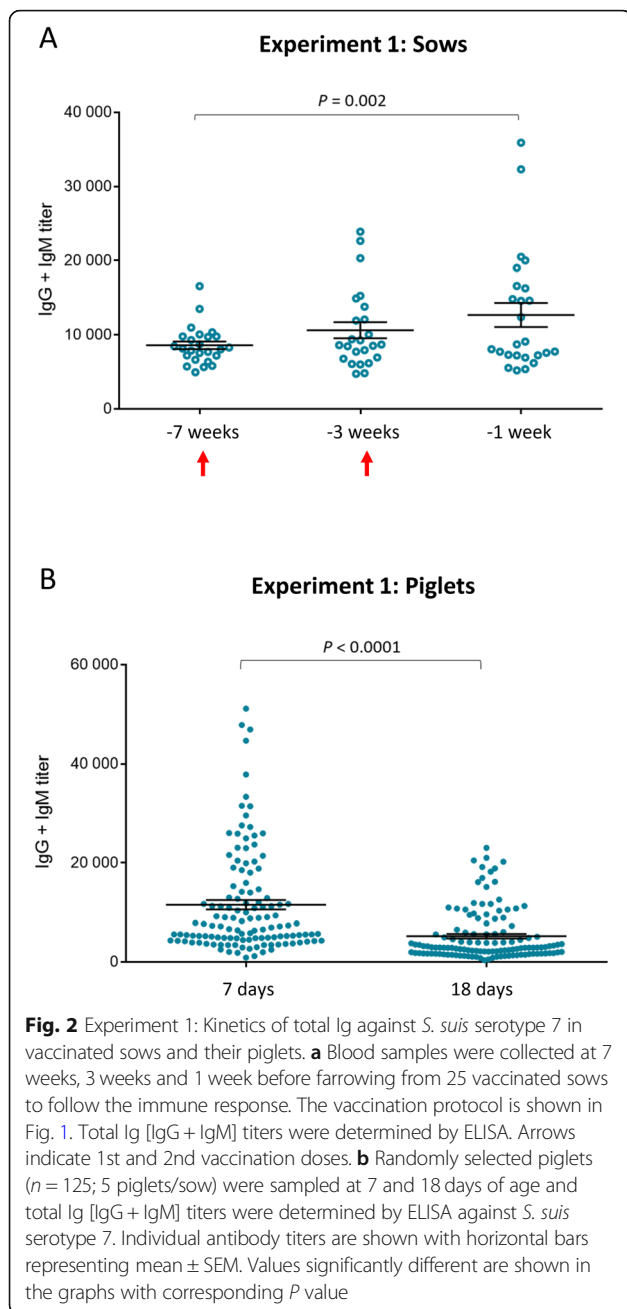 A
Experiment 1: Sows
P = 0.002
40 000
30 000
20 000
10 000
0
IgG + IgM titer
-7 weeks
-3 weeks
-1 week
B
Experiment 1: Piglets
P < 0.0001
60 000
40 000
20 000
0
IgG + IgM titer
7 days
18 days
Fig. 2 Experiment 1: Kinetics of total Ig against S. suis serotype 7 in
vaccinated sows and their piglets. a Blood samples were collected at 7
weeks, 3 weeks and 1 week before farrowing from 25 vaccinated sows
to follow the immune response. The vaccination protocol is shown in
Fig. 1. Total Ig [IgG + IgM] titers were determined by ELISA. Arrows
indicate 1st and 2nd vaccination doses. b Randomly selected piglets
(n = 125; 5 piglets/sow) were sampled at 7 and 18 days of age and
total Ig [IgG + IgM] titers were determined by ELISA against S. suis
serotype 7. Individual antibody titers are shown with horizontal bars
representing mean ± SEM. Values significantly different are shown in
the graphs with corresponding P value